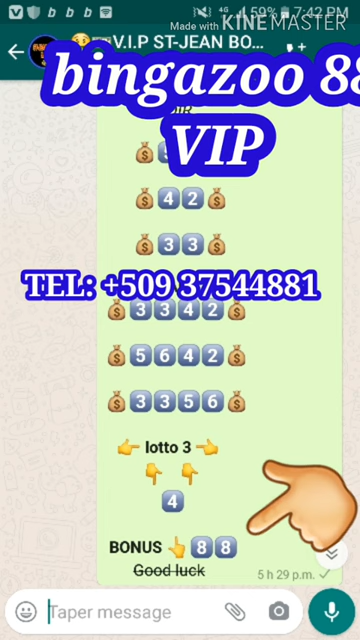 59% 7:42 PM
Made with KINEMASTER
V.I.P ST-JEAN BO...
bingazoo 88
VIP
42
33
TEL: +509 37544881
3342
5642
3356
lotto 3
4
BONUS 88
Good luck
5 h 29 p.m.
Taper message